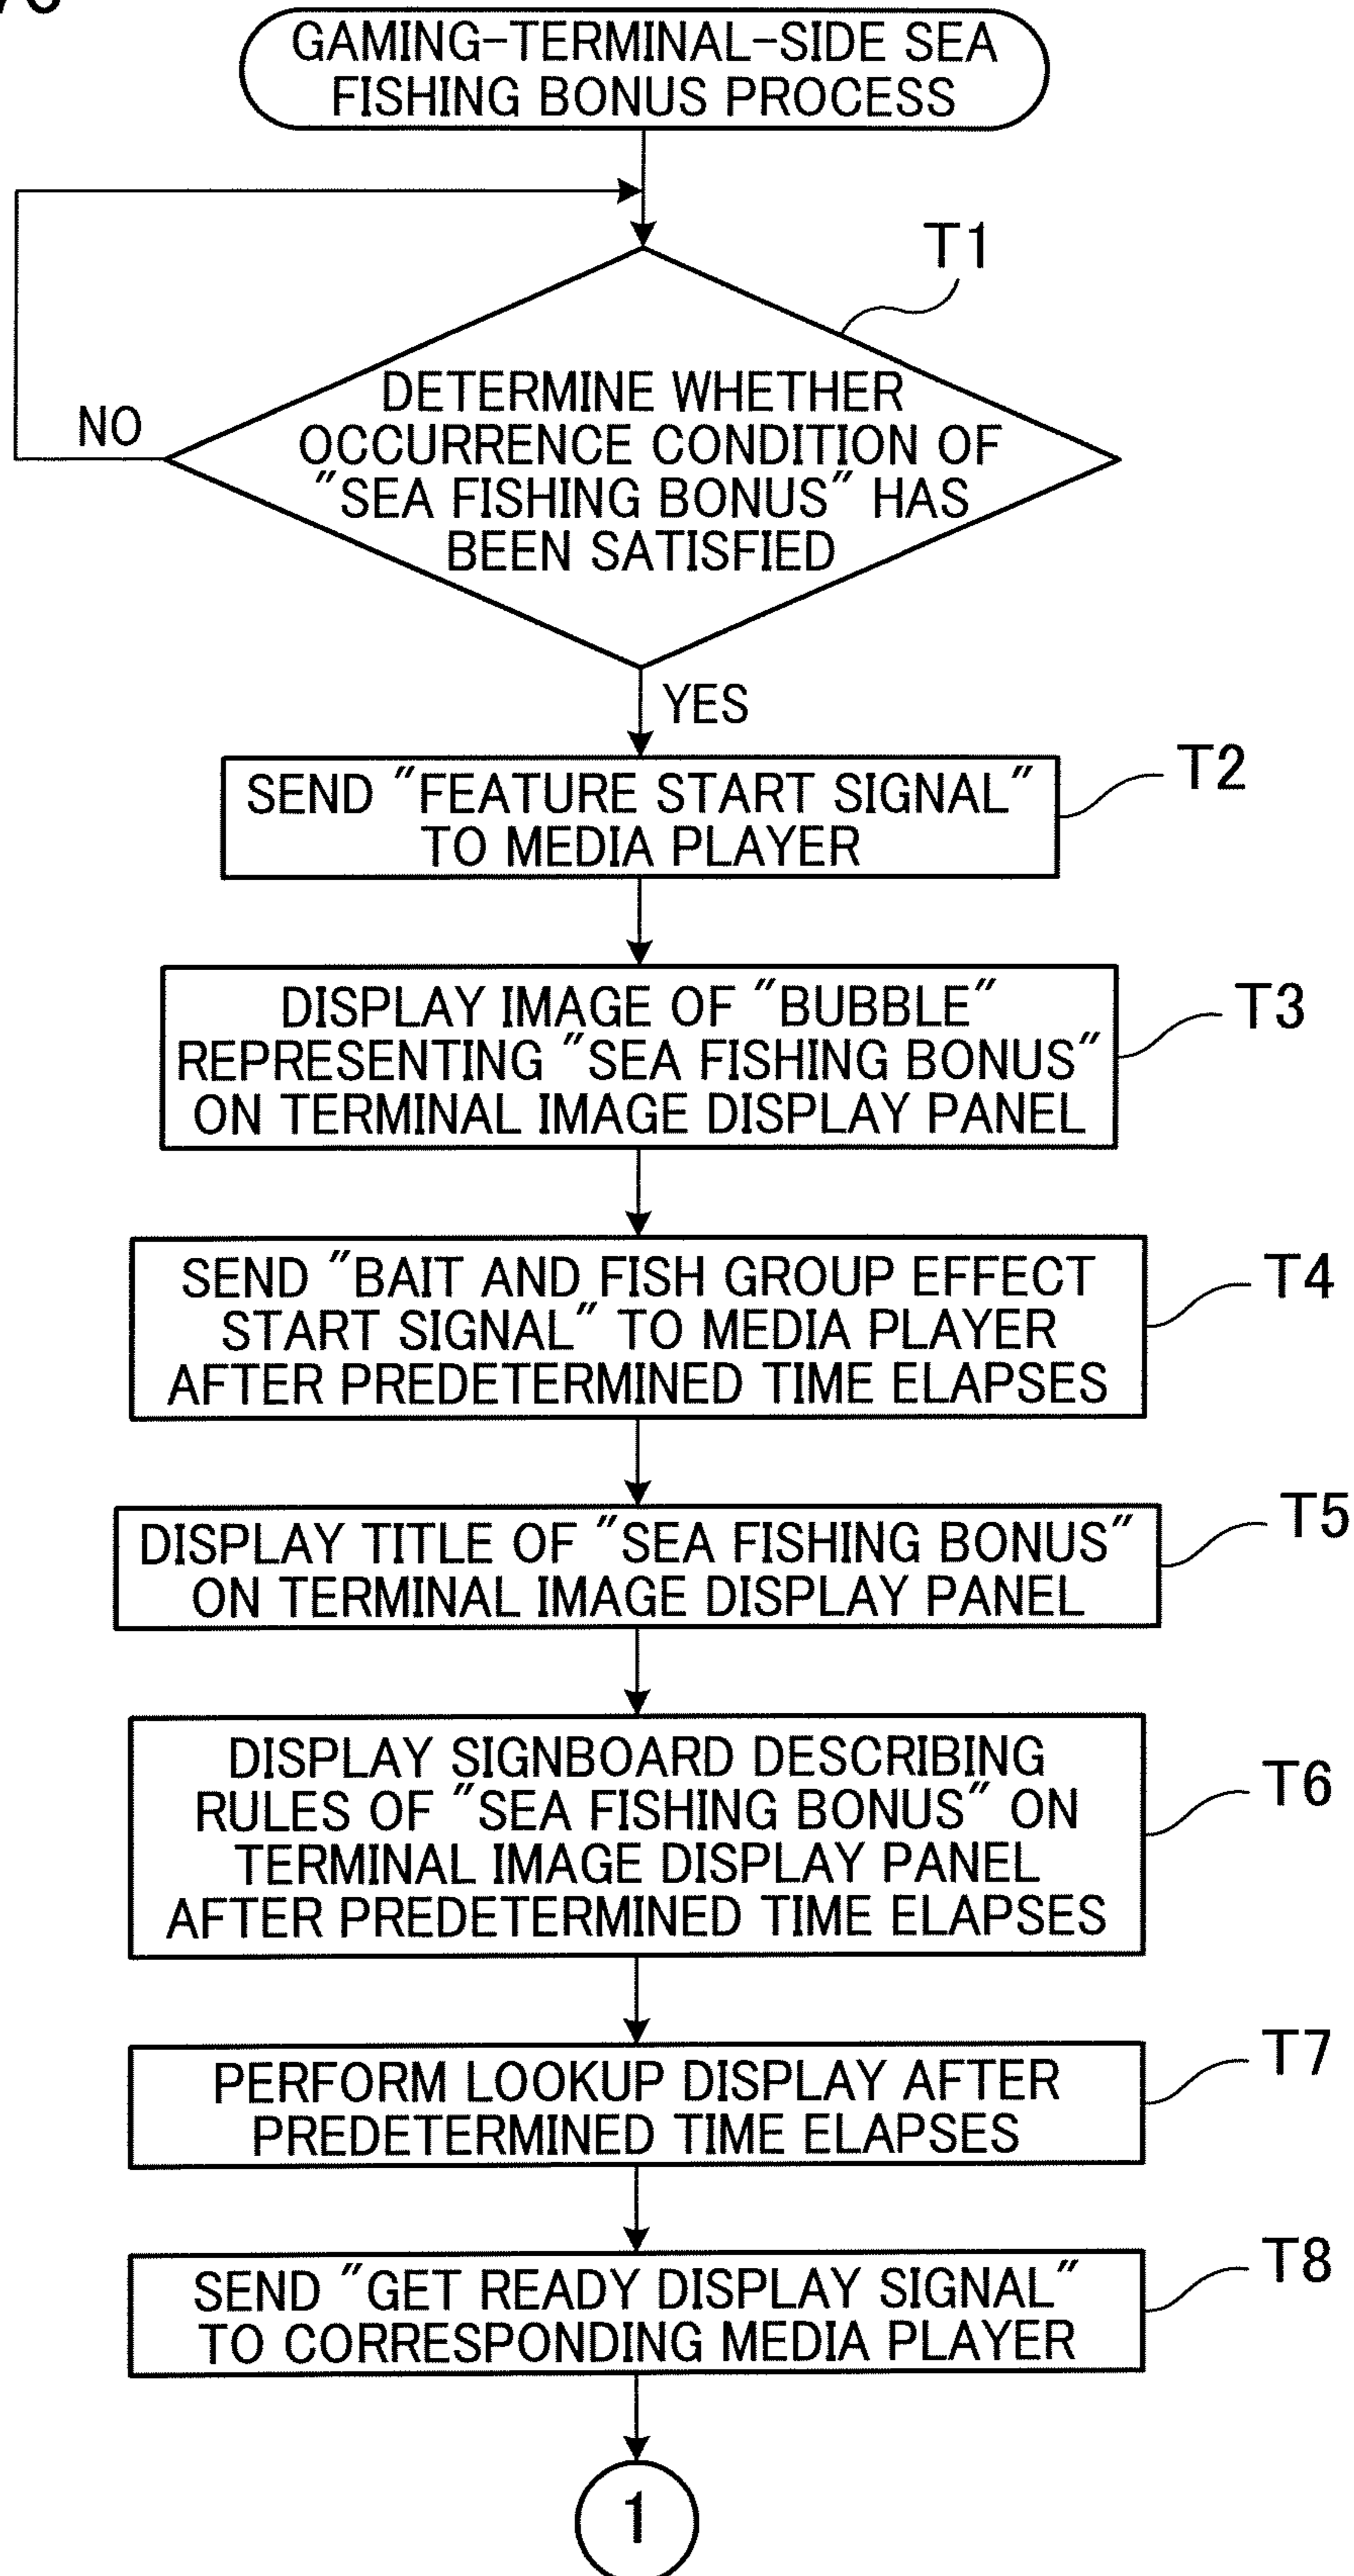 GAMING-TERMINAL-SIDE SEA
FISHING BONUS PROCESS
T1
DETERMINE WHETHER
OCCURRENCE CONDITION OF
"SEA FISHING BONUS" HAS
BEEN SATISFIED
NO
YES
T2
SEND "FEATURE START SIGNAL"
TO MEDIA PLAYER
T3
DISPLAY IMAGE OF "BUBBLE"
REPRESENTING "SEA FISHING BONUS"
ON TERMINAL IMAGE DISPLAY PANEL
T4
SEND "BAIT AND FISH GROUP EFFECT
START SIGNAL" TO MEDIA PLAYER
AFTER PREDETERMINED TIME ELAPSES
T5
DISPLAY TITLE OF "SEA FISHING BONUS"
ON TERMINAL IMAGE DISPLAY PANEL
T6
DISPLAY SIGNBOARD DESCRIBING
RULES OF "SEA FISHING BONUS" ON
TERMINAL IMAGE DISPLAY PANEL
AFTER PREDETERMINED TIME ELAPSES
T7
PERFORM LOOKUP DISPLAY AFTER
PREDETERMINED TIME ELAPSES
T8
SEND "GET READY DISPLAY SIGNAL"
TO CORRESPONDING MEDIA PLAYER
1